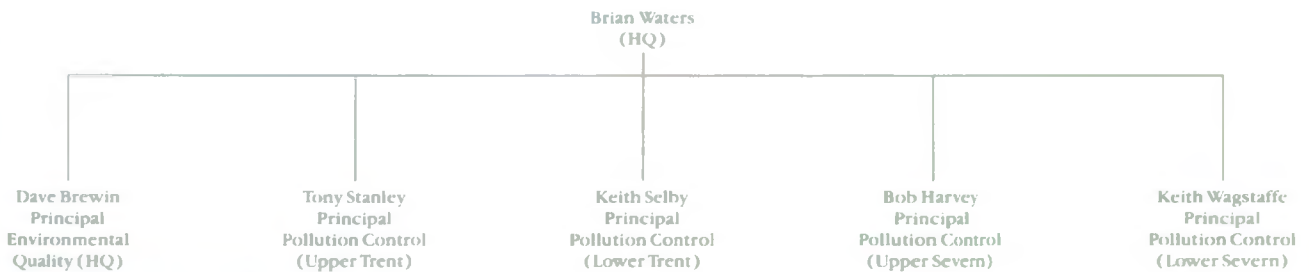 Brian Waters
(HQ)
Dave Brewin
Principal
Environmental
Quality (HQ)
Tony Stanley
Principal
Pollution Control
(Upper Trent)
Keith Selby
Principal
Pollution Control
(Lower Trent)
Bob Harvey
Principal
Pollution Control
(Upper Severn)
Keith Wagstaffe
Principal
Pollution Control
(Lower Severn)